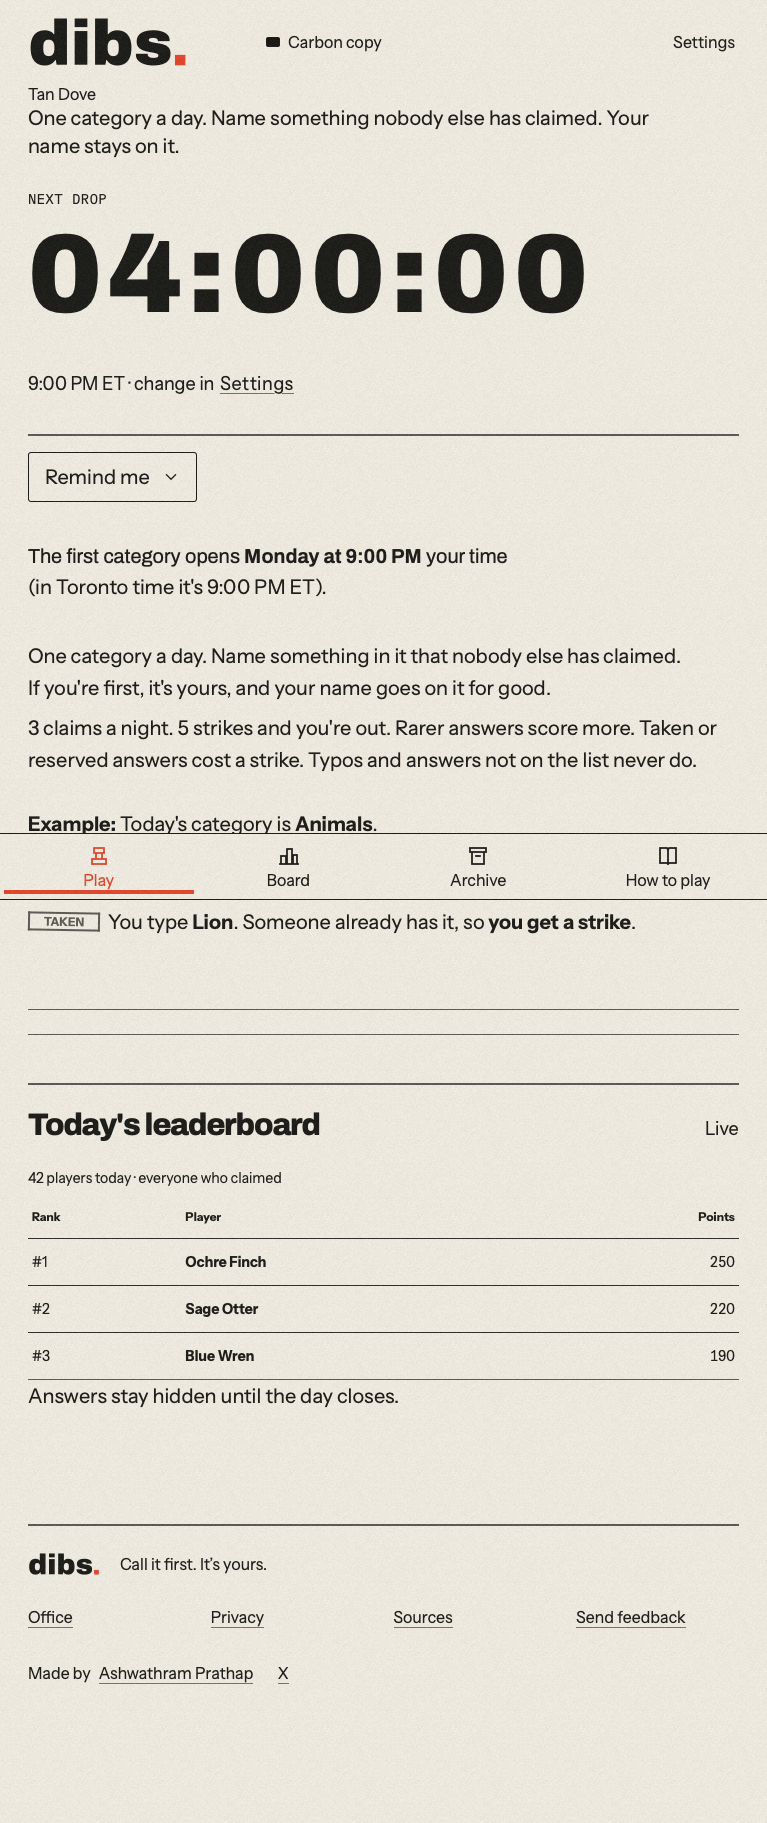 dibs.
Carbon copy
Settings
Tan Dove
One category a day. Name something nobody else has claimed. Your
name stays on it.
NEXT DROP
04:00:00
9:00 PM ET · change in Settings
Remind me
The first category opens Monday at 9:00 PM your time
(in Toronto time it's 9:00 PM ET).
One category a day. Name something in it that nobody else has claimed.
If you're first, it's yours, and your name goes on it for good.
3 claims a night. 5 strikes and you're out. Rarer answers score more. Taken or
reserved answers cost a strike. Typos and answers not on the list never do.
Example: Today's category is Animals.
Play
Board
Archive
How to play
TAKEN You type Lion. Someone already has it, so you get a strike.
Today's leaderboard
Live
42 players today · everyone who claimed
Rank Player Points
#1 Ochre Finch 250
#2 Sage Otter 220
#3 Blue Wren 190
Answers stay hidden until the day closes.
dibs. Call it first. It's yours.
Office Privacy Sources Send feedback
Made by Ashwathram Prathap X